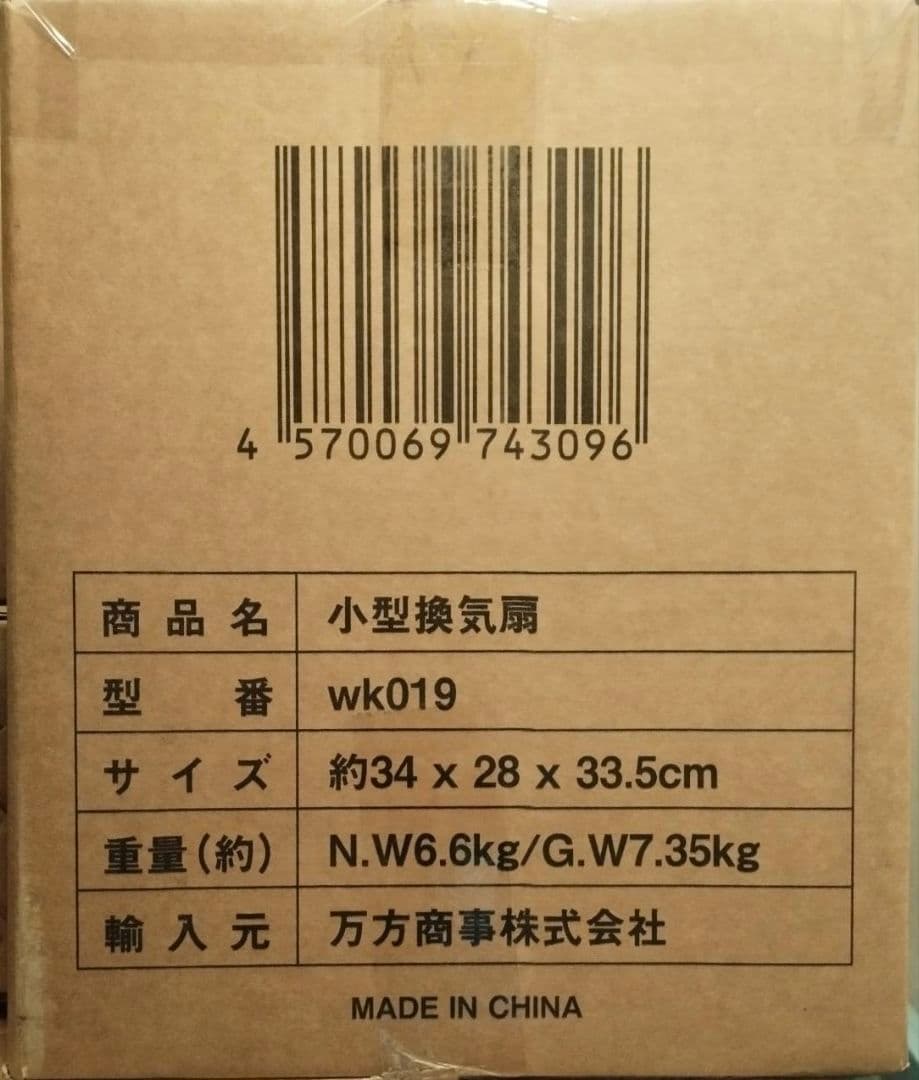 4 570069 743096
商品名 小型換気扇
型番 wk019
サイズ 約34 x 28 x 33.5cm
重量(約) N.W6.6kg/G.W7.35kg
輸入元 万方商事株式会社
MADE IN CHINA